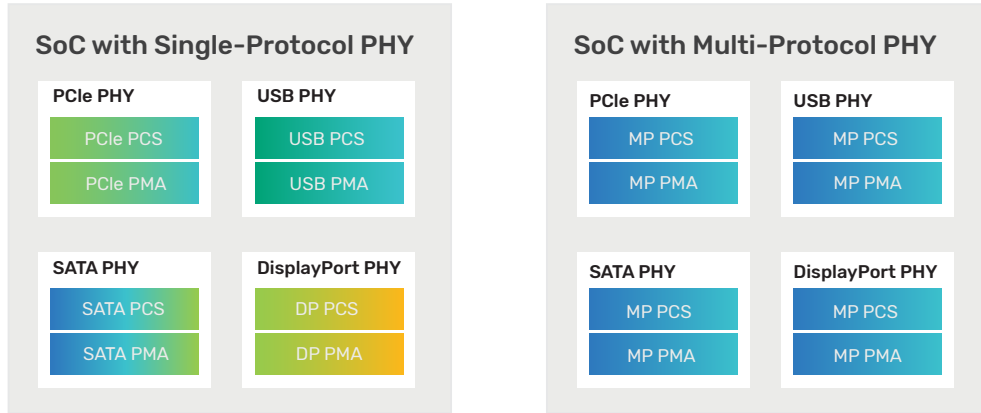 SoC with Single-Protocol PHY
PCIe PHY
PCIe PCS
PCIe PMA
USB PHY
USB PCS
USB PMA
SATA PHY
SATA PCS
SATA PMA
DisplayPort PHY
DP PCS
DP PMA
SoC with Multi-Protocol PHY
PCIe PHY
MP PCS
MP PMA
USB PHY
MP PCS
MP PMA
SATA PHY
MP PCS
MP PMA
DisplayPort PHY
MP PCS
MP PMA